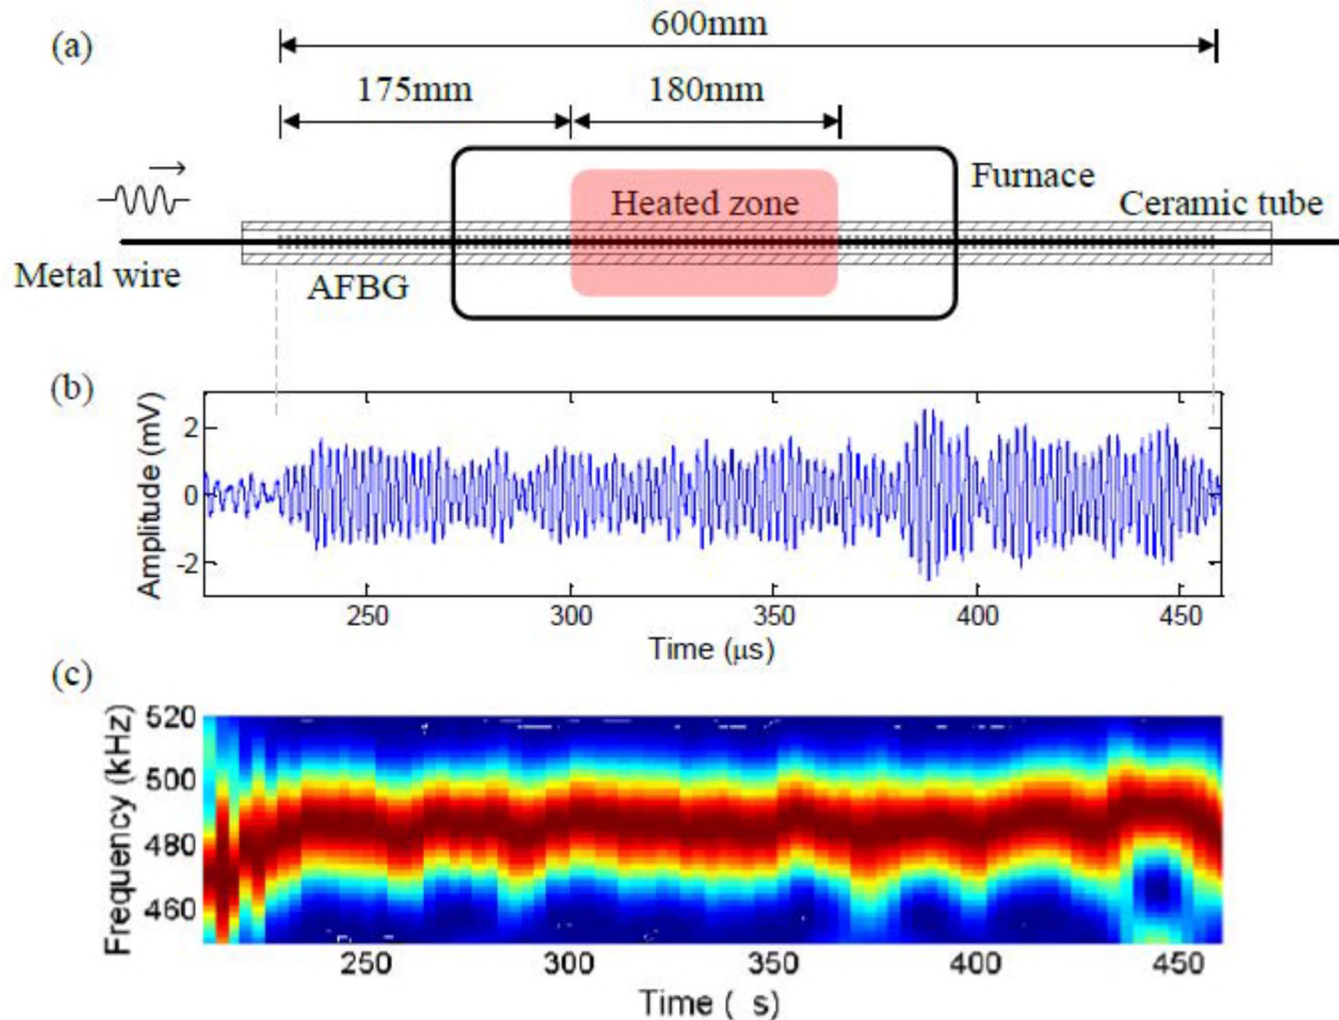 (a)
600mm
175mm
180mm
Furnace
Heated zone
Ceramic tube
Metal wire
AFBG
(b)
Amplitude (mV)
2
0
-2
250
300
350
400
450
Time (μs)
(c)
Frequency (kHz)
520
500
480
460
250
300
350
400
450
Time ( s)